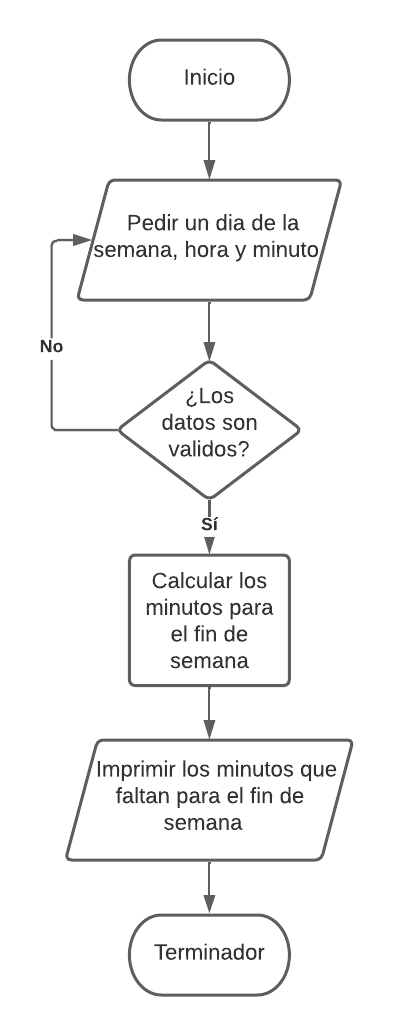 Inicio
Pedir un dia de la
semana, hora y minuto
No
¿Los
datos son
validos?
Sí
Calcular los
minutos para
el fin de
semana
Imprimir los minutos que
faltan para el fin de
semana
Terminador